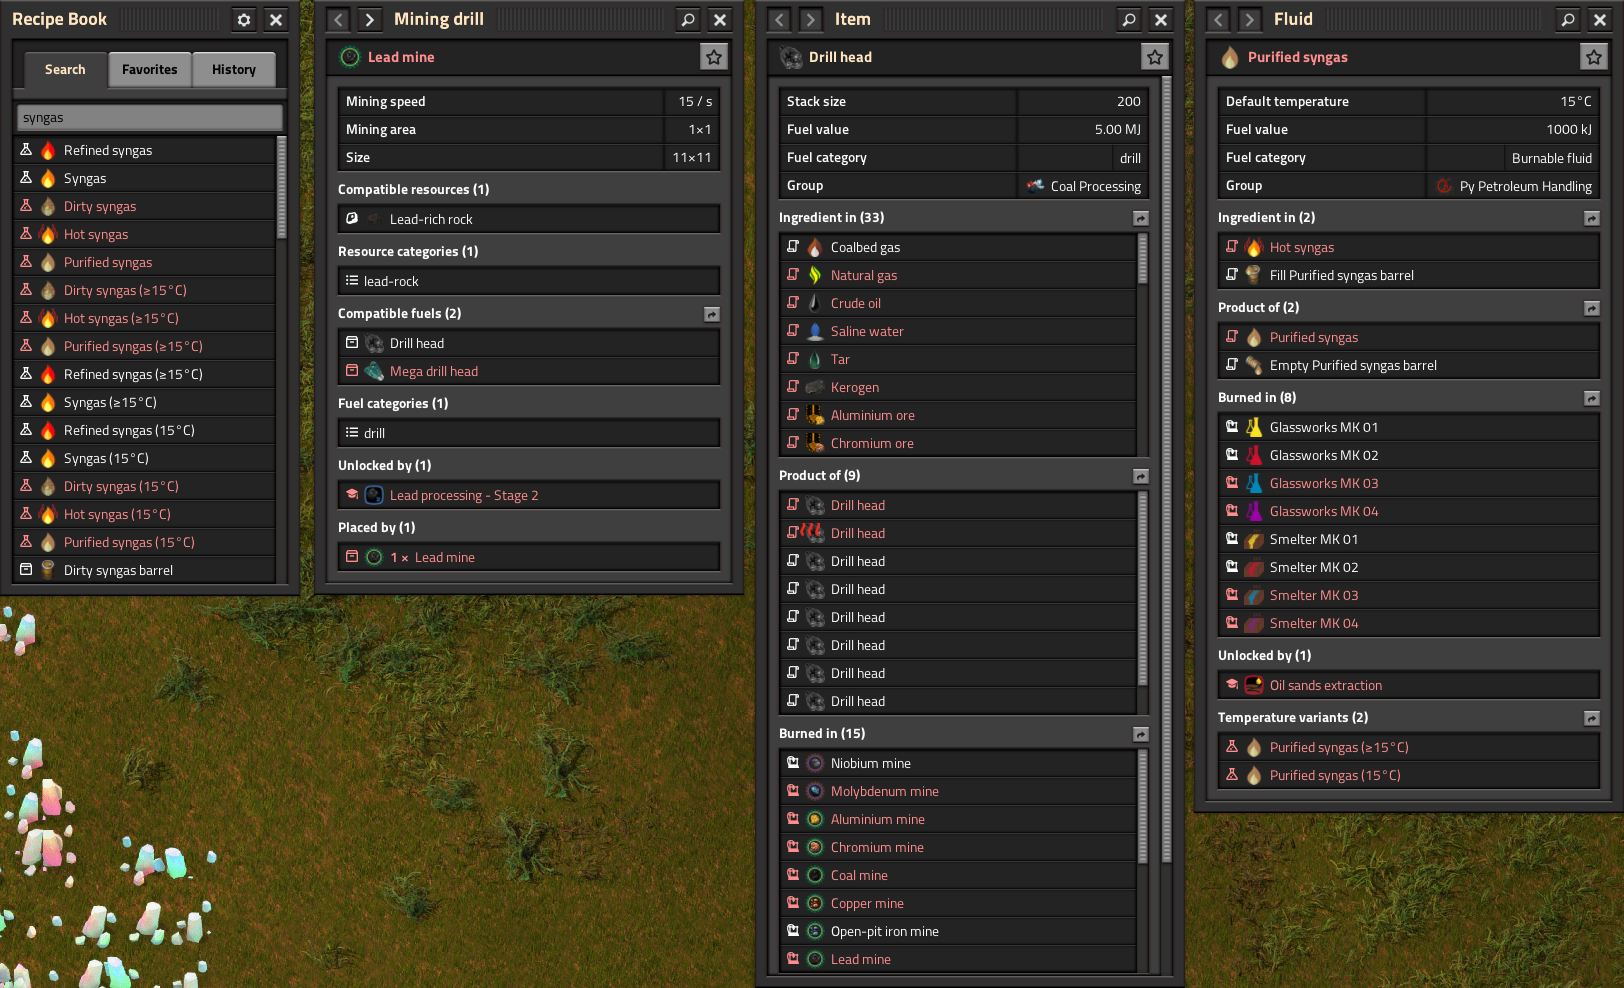 Recipe Book
Search
Favorites
History
syngas
Refined syngas
Syngas
Dirty syngas
Hot syngas
Purified syngas
Dirty syngas (≥15°C)
Hot syngas (≥15°C)
Purified syngas (≥15°C)
Refined syngas (≥15°C)
Syngas (≥15°C)
Refined syngas (15°C)
Syngas (15°C)
Dirty syngas (15°C)
Hot syngas (15°C)
Purified syngas (15°C)
Dirty syngas barrel
Mining drill
Lead mine
Mining speed 15 / s
Mining area 1×1
Size 11×11
Compatible resources (1)
Lead-rich rock
Resource categories (1)
lead-rock
Compatible fuels (2)
Drill head
Mega drill head
Fuel categories (1)
drill
Unlocked by (1)
Lead processing - Stage 2
Placed by (1)
1 × Lead mine
Item
Drill head
Stack size 200
Fuel value 5.00 MJ
Fuel category drill
Group Coal Processing
Ingredient in (33)
Coalbed gas
Natural gas
Crude oil
Saline water
Tar
Kerogen
Aluminium ore
Chromium ore
Product of (9)
Drill head
Drill head
Drill head
Drill head
Drill head
Drill head
Drill head
Drill head
Burned in (15)
Niobium mine
Molybdenum mine
Aluminium mine
Chromium mine
Coal mine
Copper mine
Open-pit iron mine
Lead mine
Fluid
Purified syngas
Default temperature 15°C
Fuel value 1000 kJ
Fuel category Burnable fluid
Group Py Petroleum Handling
Ingredient in (2)
Hot syngas
Fill Purified syngas barrel
Product of (2)
Purified syngas
Empty Purified syngas barrel
Burned in (8)
Glassworks MK 01
Glassworks MK 02
Glassworks MK 03
Glassworks MK 04
Smelter MK 01
Smelter MK 02
Smelter MK 03
Smelter MK 04
Unlocked by (1)
Oil sands extraction
Temperature variants (2)
Purified syngas (≥15°C)
Purified syngas (15°C)